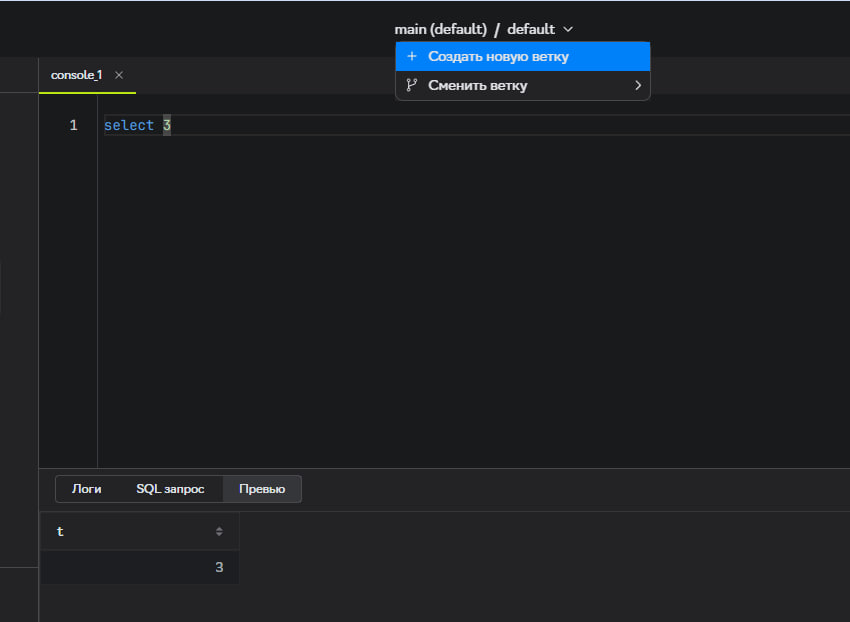 main (default) / default
Создать новую ветку
Сменить ветку
console_1
1 select 3
Логи SQL запрос Превью
t
3